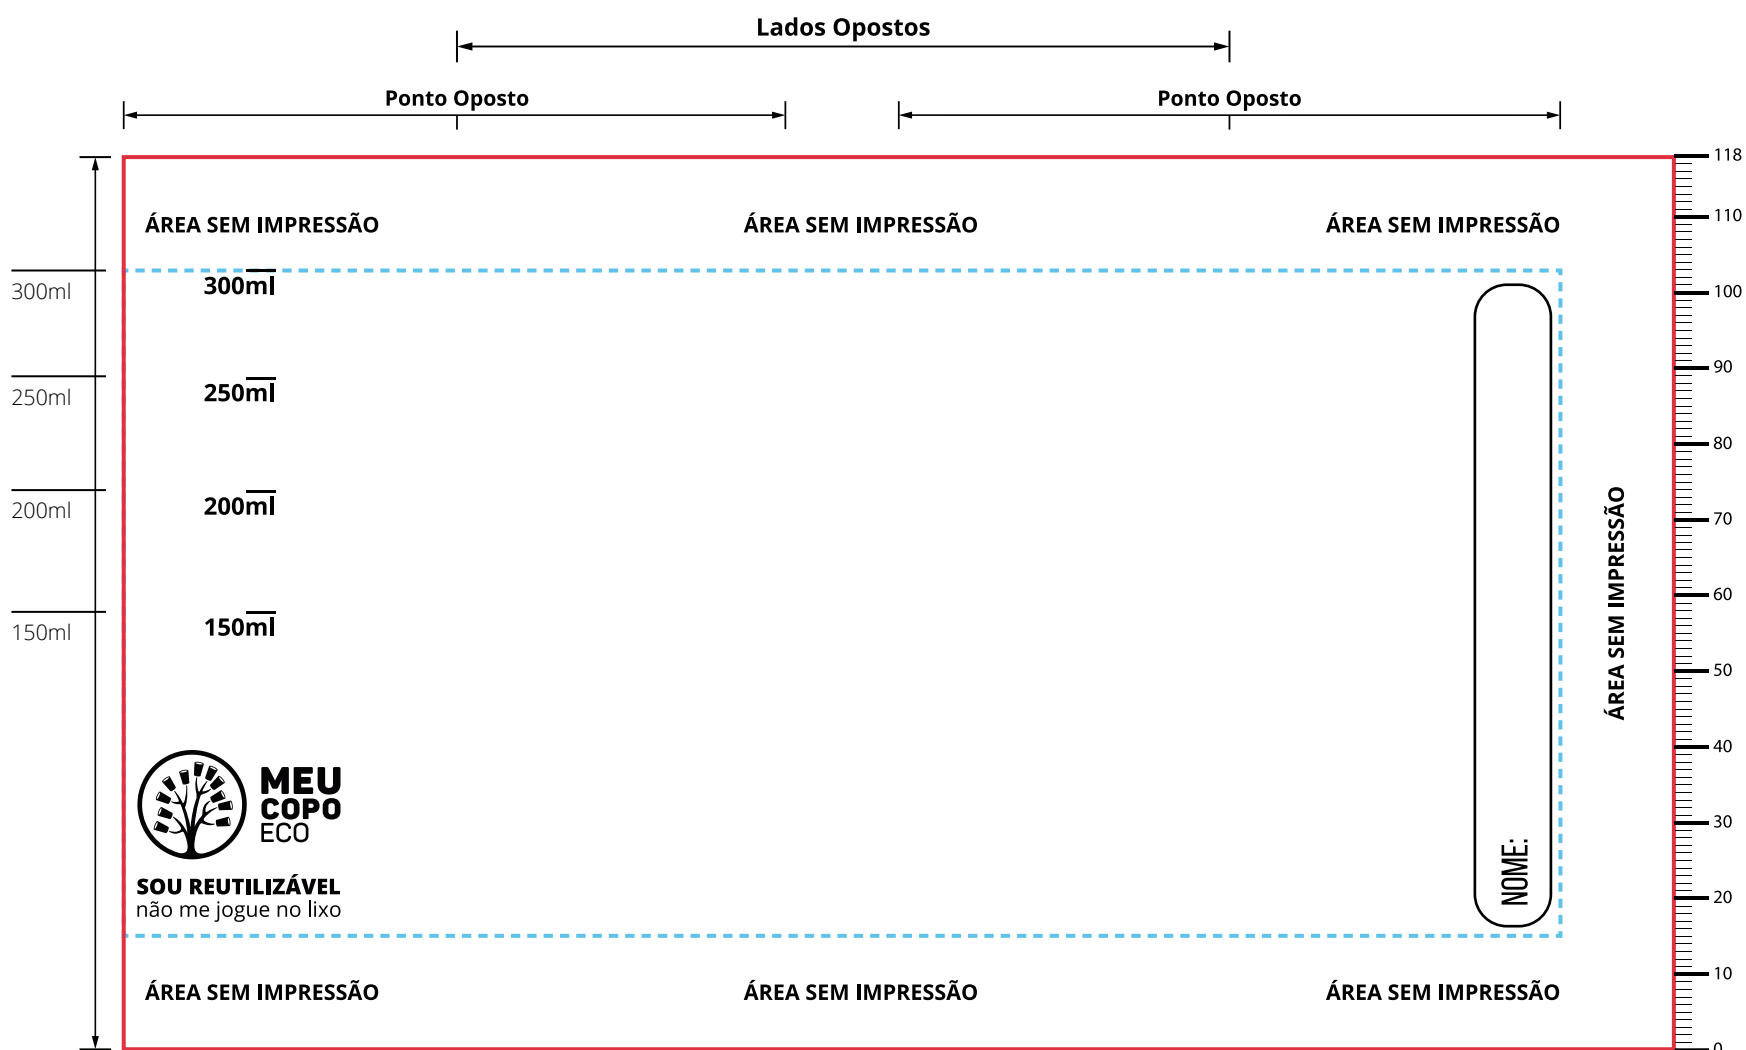 Lados Opostos
Ponto Oposto
Ponto Oposto
118
ÁREA SEM IMPRESSÃO
ÁREA SEM IMPRESSÃO
ÁREA SEM IMPRESSÃO
110
300ml
300ml
100
250ml
250ml
90
80
200ml
200ml
70
60
150ml
150ml
ÁREA SEM IMPRESSÃO
50
40
MEU
COPO
ECO
30
NOME:
SOU REUTILIZÁVEL
não me jogue no lixo
20
10
ÁREA SEM IMPRESSÃO
ÁREA SEM IMPRESSÃO
ÁREA SEM IMPRESSÃO
0